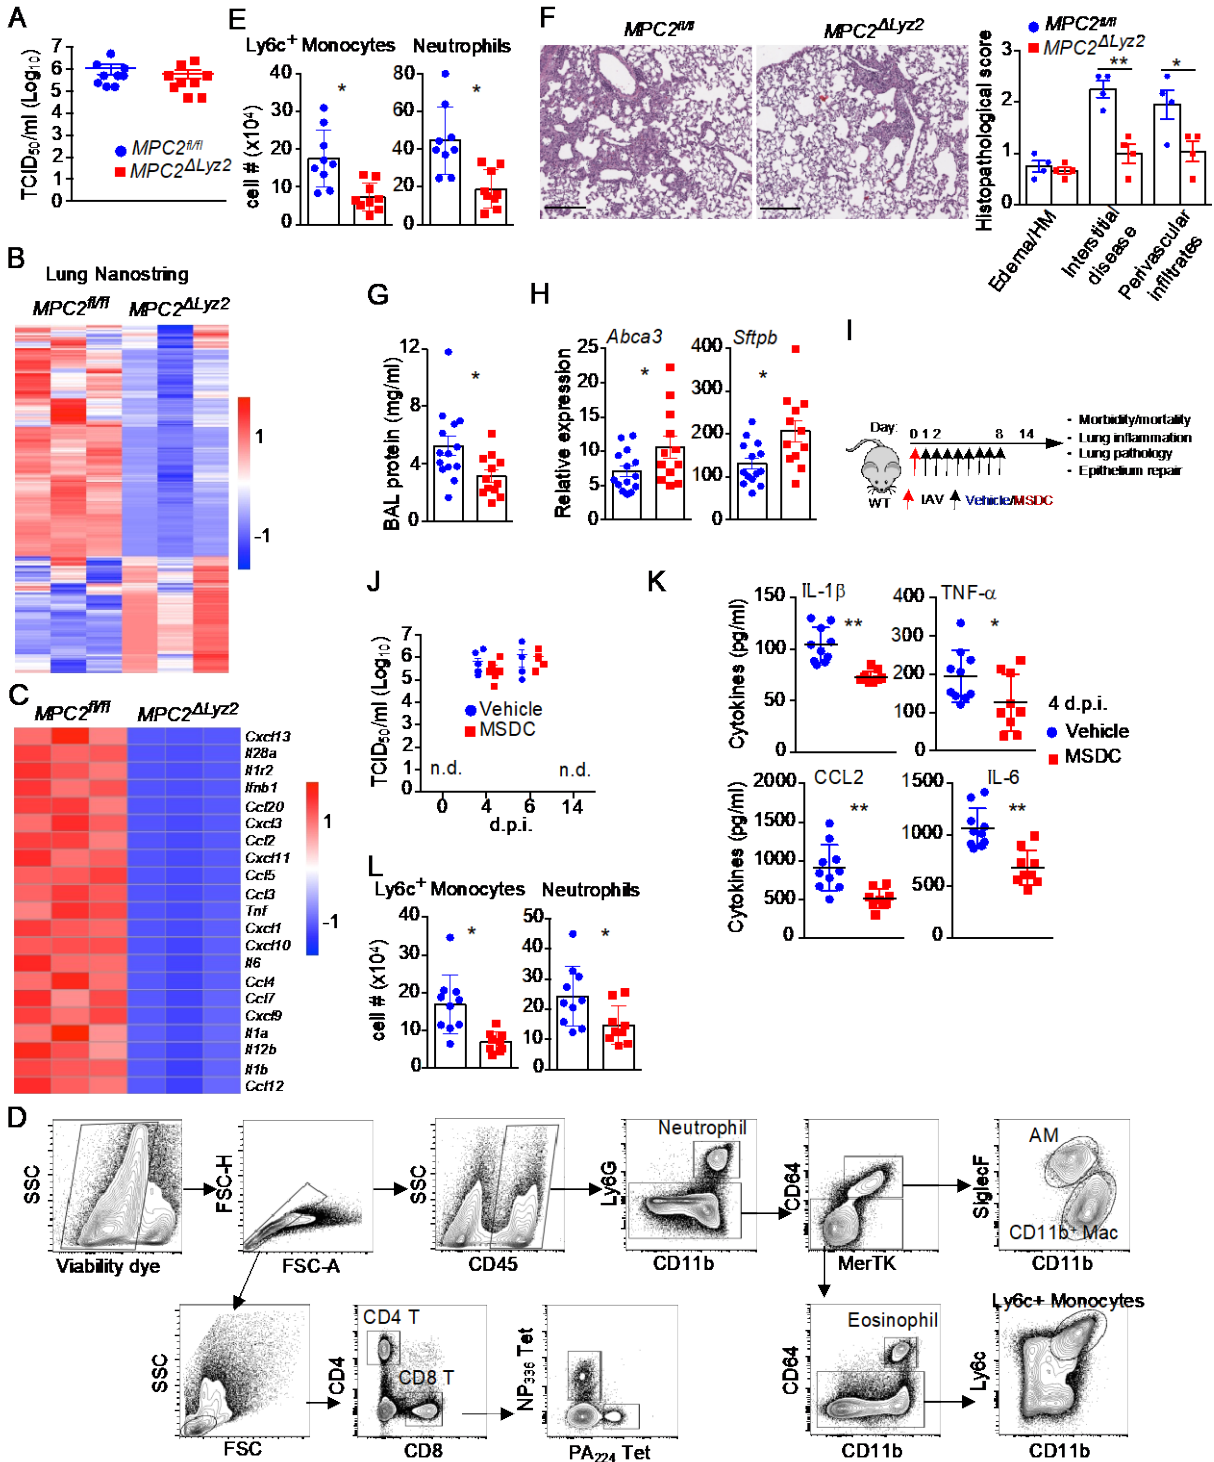 A
TCID50/ml (Log10)
7
6
5
4
3
2
1
0
MPC2fl/fl
MPC2ΔLyz2
B
Lung Nanostring
MPC2fl/fl MPC2ΔLyz2
1
-1
C
MPC2fl/fl MPC2ΔLyz2
Cxcl13
Il28a
Il1r2
Ifnb1
Ccl20
Cxcl3
Ccl2
Cxcl11
Ccl5
Ccl3
Tnf
Cxcl1
Cxcl10
Il6
Ccl4
Ccl7
Cxcl9
Il1a
Il12b
Il1b
Ccl12
1
-1
E
Ly6c+ Monocytes Neutrophils
cell # (x10⁴)
40
30
20
10
0
*
80
60
40
20
0
*
F
MPC2fl/fl MPC2ΔLyz2
MPC2fl/fl
MPC2ΔLyz2
Histopathological score
3
2
1
0
** *
Edema/HM
Interstitial
disease
Perivascular
infiltrates
G
BAL protein (mg/ml)
12
8
4
0
*
H
Relative expression
Abca3
25
20
15
10
5
0
*
Sftpb
400
300
200
100
0
*
I
Day:
0 1 2 8 14
WT
IAV Vehicle/MSDC
- Morbidity/mortality
- Lung inflammation
- Lung pathology
- Epithelium repair
J
TCID50/ml (Log10)
7
6
5
4
3
2
1
0
Vehicle
MSDC
n.d. n.d.
0 4 6 14
d.p.i.
K
Cytokines (pg/ml)
IL-1β
150
100
50
0
**
TNF-α
400
300
200
100
0
*
4 d.p.i.
Vehicle
MSDC
Cytokines (pg/ml)
CCL2
2000
1500
1000
500
0
**
IL-6
1500
1000
500
0
**
L
Ly6c+ Monocytes Neutrophils
cell # (x10⁴)
40
30
20
10
0
*
50
40
30
20
10
0
*
D
SSC
Viability dye
FSC-H
FSC-A
SSC
CD45
Neutrophil
Ly6G
CD11b
CD64
MerTK
AM
CD11b+ Mac
SiglecF
CD11b
SSC
FSC
CD4 T
CD8 T
CD4
CD8
NP336 Tet
PA224 Tet
Eosinophil
CD64
CD11b
Ly6c+ Monocytes
Ly6c
CD11b